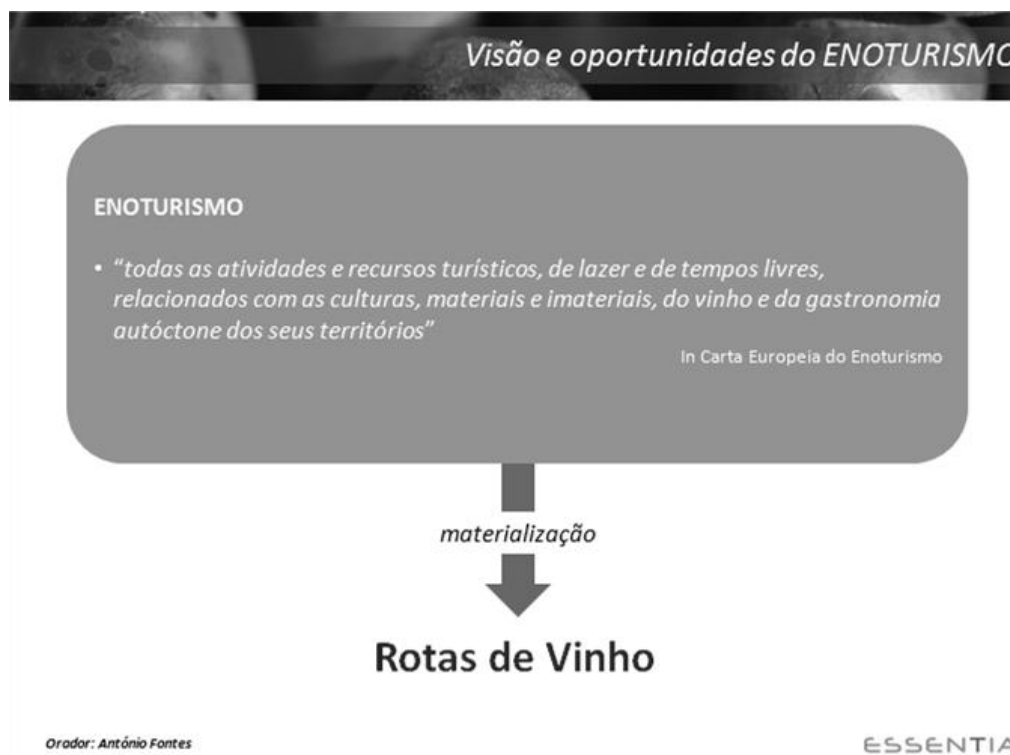 Visão e oportunidades do ENOTURISMO
ENOTURISMO
• “todas as atividades e recursos turísticos, de lazer e de tempos livres,
relacionados com as culturas, materiais e imateriais, do vinho e da gastronomia
autóctone dos seus territórios”
In Carta Europeia do Enoturismo
materialização
Rotas de Vinho
Orador: António Fontes
ESSENTIA